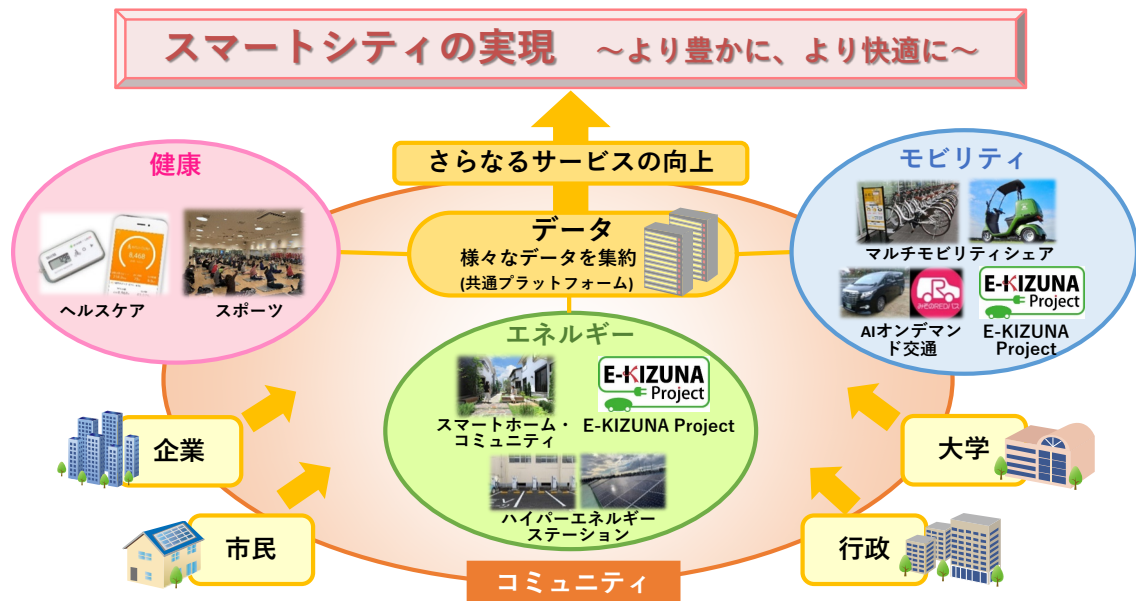 スマートシティの実現 ～より豊かに、より快適に～
さらなるサービスの向上
健康
ヘルスケア
スポーツ
データ
様々なデータを集約
(共通プラットフォーム)
モビリティ
マルチモビリティシェア
AIオンデマン
ド交通
E-KIZUNA
Project
E-KIZUNA
Project
エネルギー
スマートホーム・
コミュニティ
E-KIZUNA
Project
E-KIZUNA Project
ハイパーエネルギー
ステーション
企業
市民
大学
行政
コミュニティ